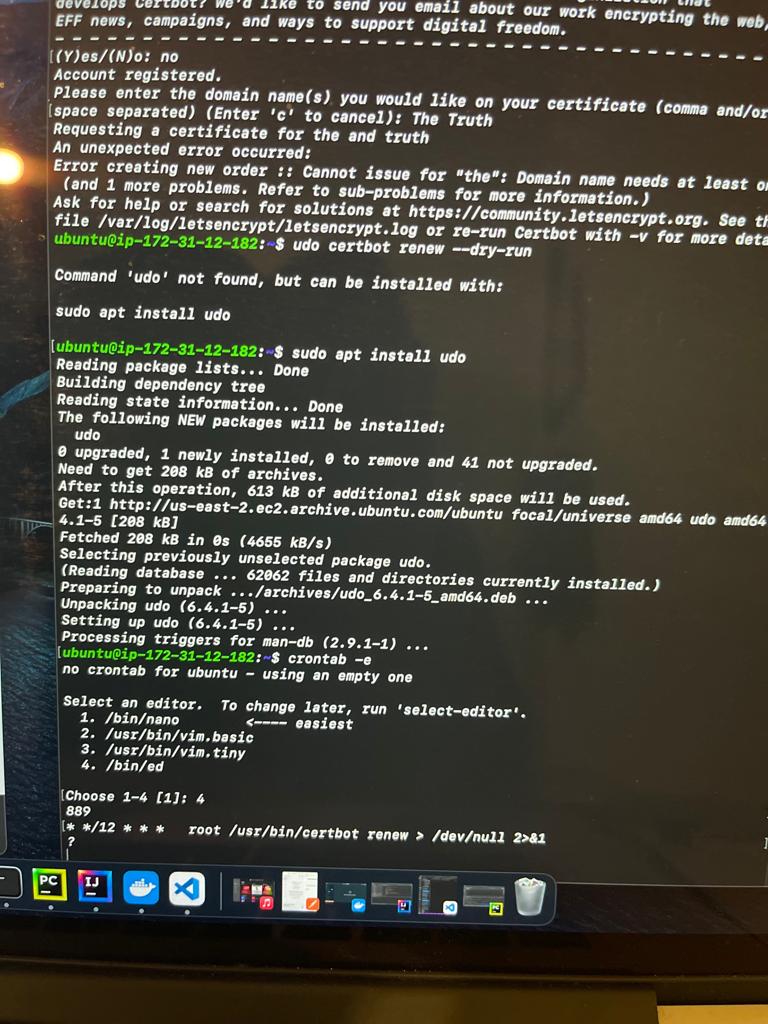 develops Certbot? We'd like to send you email about our work encrypting the web,
EFF news, campaigns, and ways to support digital freedom.
- - - - - - - - - - - - - - - - - - - - - - - - - - - - - - - - - - - - - - - -
[(Y)es/(N)o: no
Account registered.
Please enter the domain name(s) you would like on your certificate (comma and/or
[space separated) (Enter 'c' to cancel): The Truth
Requesting a certificate for the and truth
An unexpected error occurred:
Error creating new order :: Cannot issue for "the": Domain name needs at least
(and 1 more problems. Refer to sub-problems for more information.)
Ask for help or search for solutions at https://community.letsencrypt.org. See
file /var/log/letsencrypt/letsencrypt.log or re-run Certbot with -v for more
ubuntu@ip-172-31-12-182:~$ udo certbot renew --dry-run
Command 'udo' not found, but can be installed with:
sudo apt install udo
[ubuntu@ip-172-31-12-182:~$ sudo apt install udo
Reading package lists... Done
Building dependency tree
Reading state information... Done
The following NEW packages will be installed:
udo
0 upgraded, 1 newly installed, 0 to remove and 41 not upgraded.
Need to get 208 kB of archives.
After this operation, 613 kB of additional disk space will be used.
Get:1 http://us-east-2.ec2.archive.ubuntu.com/ubuntu focal/universe amd64 udo amd64
4.1-5 [208 kB]
Fetched 208 kB in 0s (4655 kB/s)
Selecting previously unselected package udo.
(Reading database ... 62062 files and directories currently installed.)
Preparing to unpack .../archives/udo_6.4.1-5_amd64.deb ...
Unpacking udo (6.4.1-5) ...
Setting up udo (6.4.1-5) ...
Processing triggers for man-db (2.9.1-1) ...
[ubuntu@ip-172-31-12-182:~$ crontab -e
no crontab for ubuntu - using an empty one
Select an editor. To change later, run 'select-editor'.
1. /bin/nano <---- easiest
2. /usr/bin/vim.basic
3. /usr/bin/vim.tiny
4. /bin/ed
[Choose 1-4 [1]: 4
889
[* */12 * * * root /usr/bin/certbot renew > /dev/null 2>&1
?
PC
IJ